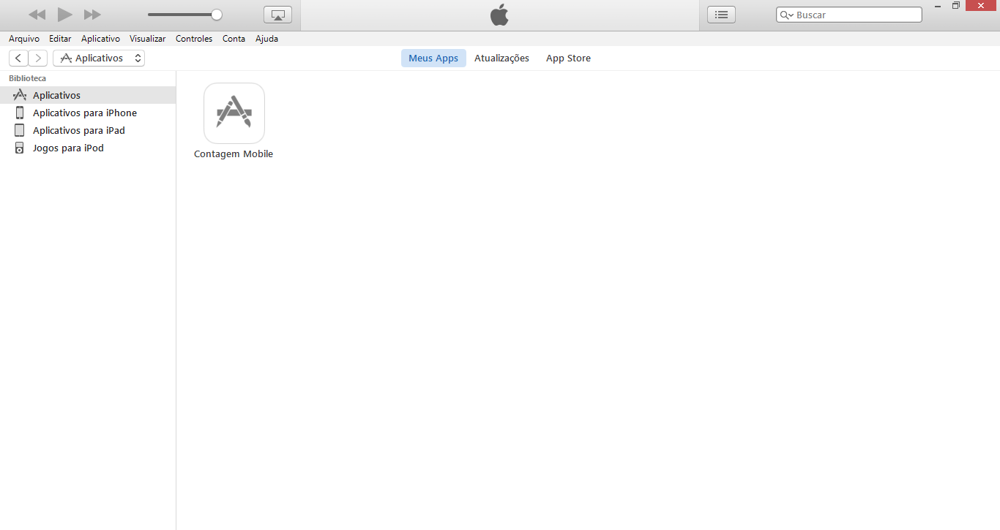 Buscar
Arquivo Editar Aplicativo Visualizar Controles Conta Ajuda
Aplicativos
Meus Apps Atualizações App Store
Biblioteca
Aplicativos
Aplicativos para iPhone
Aplicativos para iPad
Jogos para iPod
Contagem Mobile